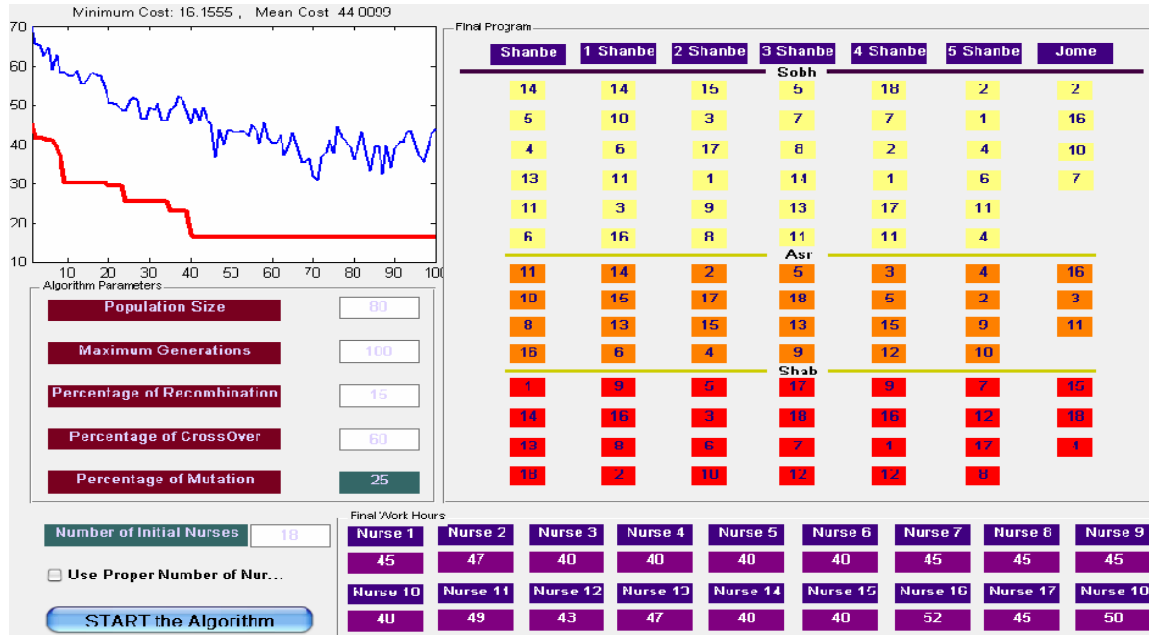 Minimum Cost: 16.1555 , Mean Cost 44.0099
70
60
50
40
30
20
10
10 20 30 40 50 60 70 80 90
Final Program
Shanbe 1 Shanbe 2 Shanbe 3 Shanbe 4 Shanbe 5 Shanbe Jome
Sobh
14 14 15 5 18 2 2
5 10 3 7 7 1 16
4 6 17 8 2 4 10
13 11 1 14 1 6 7
11 3 9 13 17 11
6 16 8 11 11 4
Asr
11 14 2 5 3 4 16
10 15 17 18 5 2 3
8 13 15 13 15 9 11
16 6 4 9 12 10
Shab
1 9 5 17 9 7 15
14 16 3 18 16 12 18
13 8 6 7 1 17
18 2 10 12 12 8
Algorithm Parameters
Population Size 80
Maximum Generations 100
Percentage of Recombination 15
Percentage of CrossOver 60
Percentage of Mutation 25
Number of Initial Nurses 18
Use Proper Number of Nur...
START the Algorithm
Final Work Hours
Nurse 1 Nurse 2 Nurse 3 Nurse 4 Nurse 5 Nurse 6 Nurse 7 Nurse 8 Nurse 9
45 47 40 40 40 40 45 45 45
Nurse 10 Nurse 11 Nurse 12 Nurse 13 Nurse 14 Nurse 15 Nurse 16 Nurse 17 Nurse
40 49 43 47 40 40 52 45 50